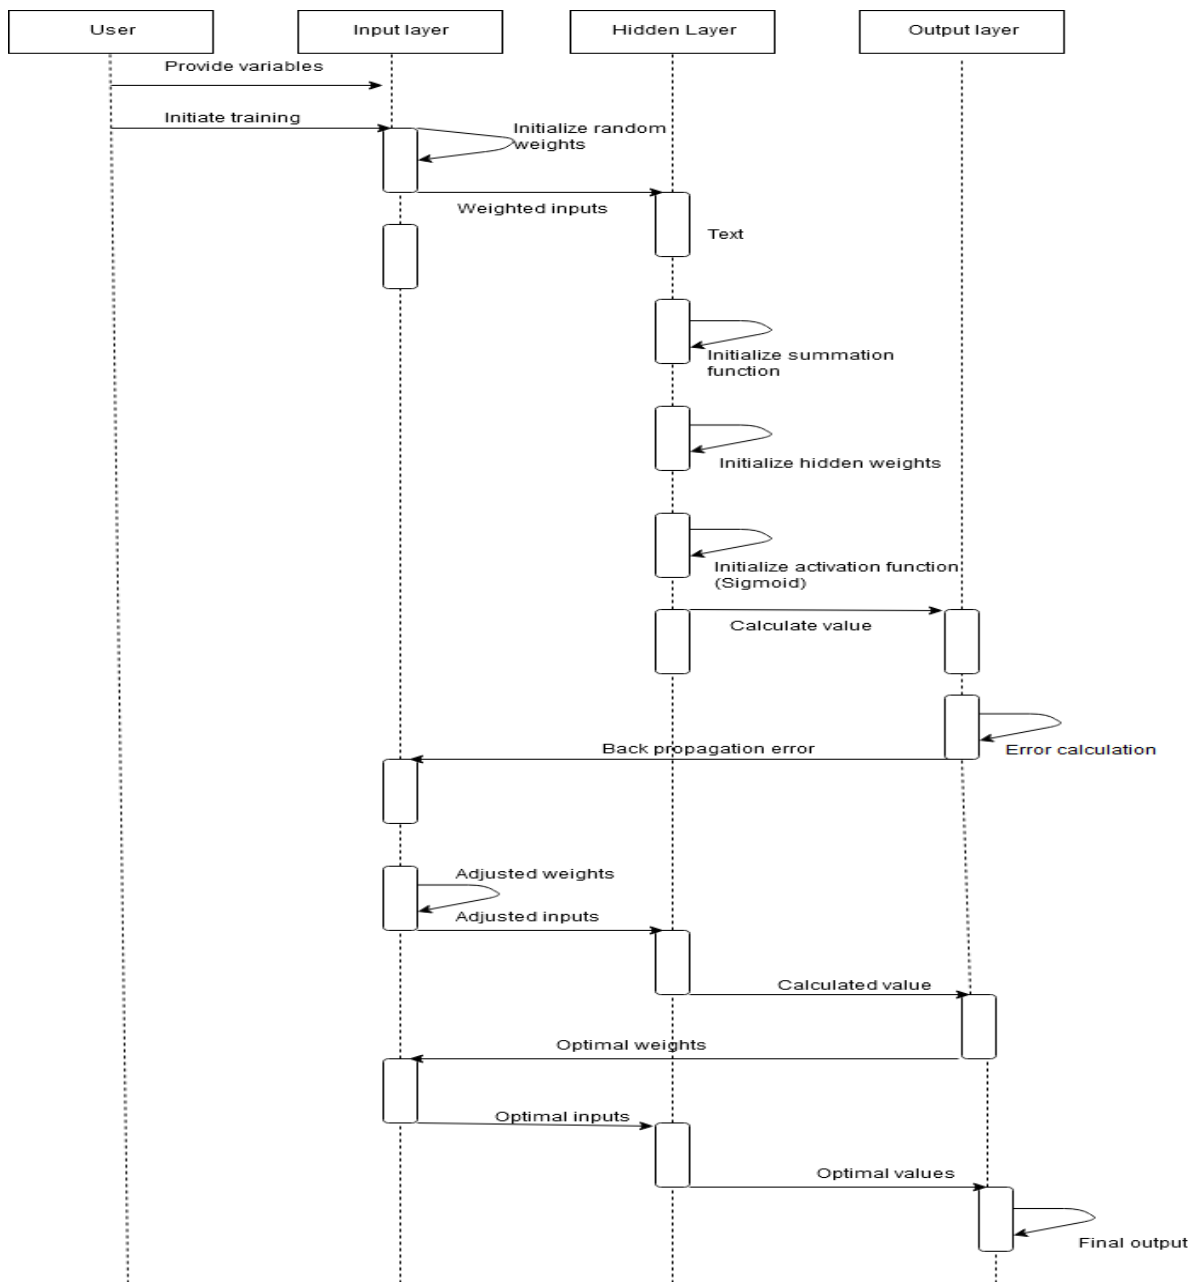 User
Input layer
Hidden Layer
Output layer
Provide variables
Initiate training
Initialize random
weights
Weighted inputs
Text
Initialize summation
function
Initialize hidden weights
Initialize activation function
(Sigmoid)
Calculate value
Back propagation error
Error calculation
Adjusted weights
Adjusted inputs
Calculated value
Optimal weights
Optimal inputs
Optimal values
Final output